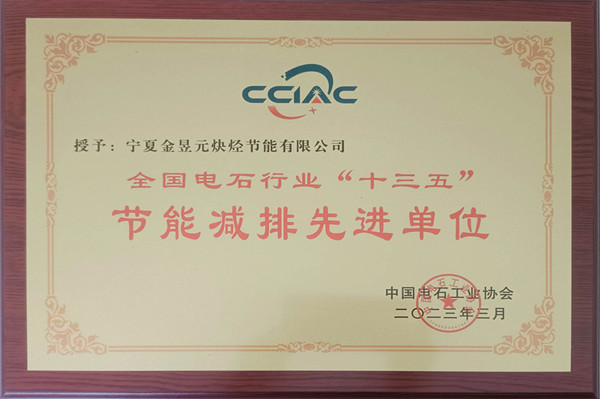 CCIAC
授予：宁夏金昱元炔烃节能有限公司
全国电石行业“十三五”
节能减排先进单位
中国电石工业协会
二〇二三年三月